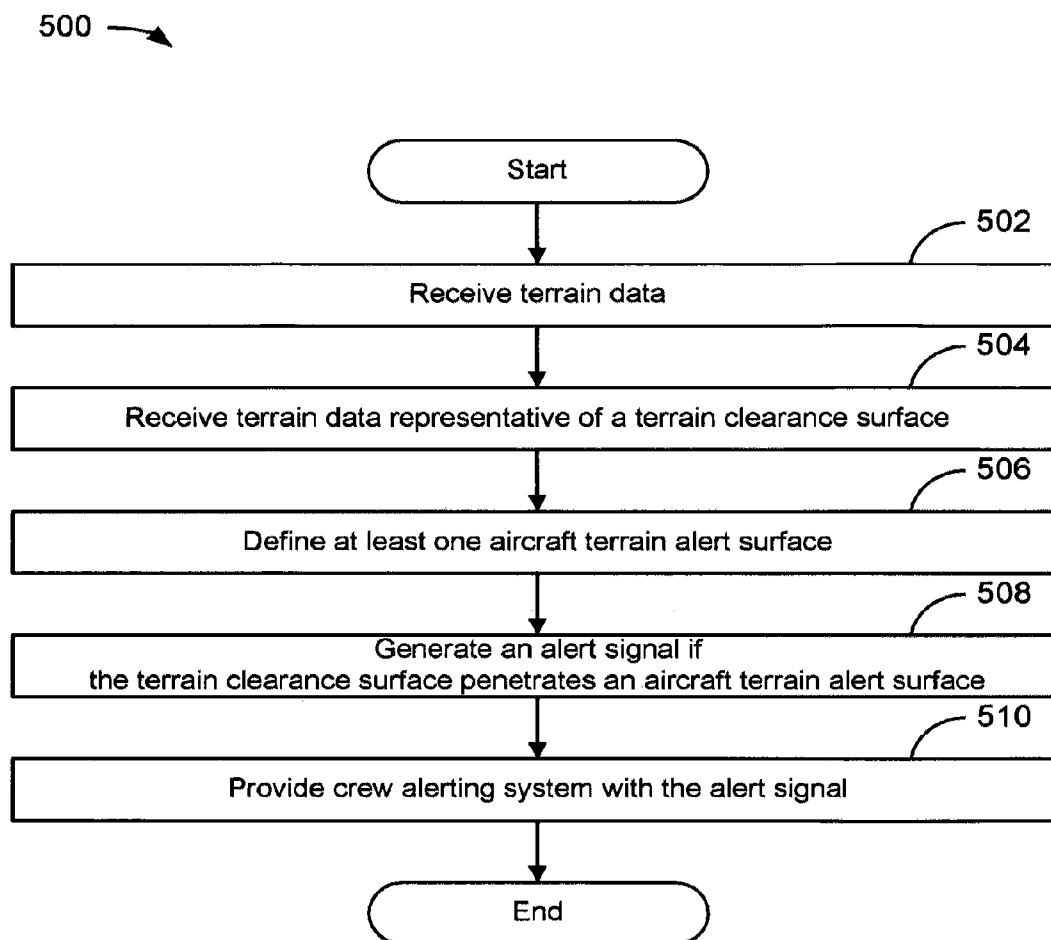 500
Start
502
Receive terrain data
504
Receive terrain data representative of a terrain clearance surface
506
Define at least one aircraft terrain alert surface
508
Generate an alert signal if
the terrain clearance surface penetrates an aircraft terrain alert surface
510
Provide crew alerting system with the alert signal
End